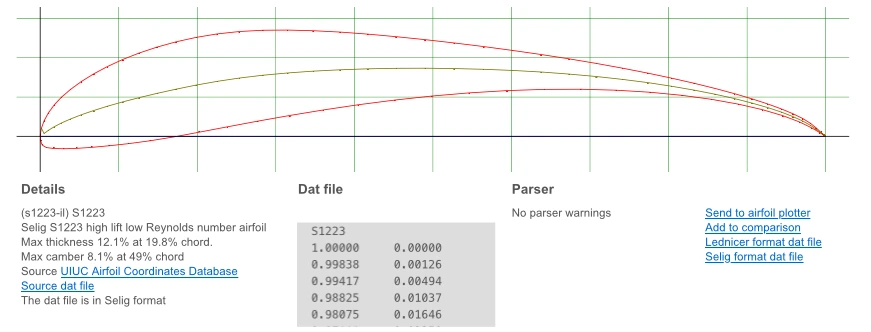 Details
(s1223-il) S1223
Selig S1223 high lift low Reynolds number airfoil
Max thickness 12.1% at 19.8% chord.
Max camber 8.1% at 49% chord
Source UIUC Airfoil Coordinates Database
Source dat file
The dat file is in Selig format
Dat file
S1223
1.00000 0.00000
0.99838 0.00126
0.99417 0.00494
0.98825 0.01037
0.98075 0.01646
Parser
No parser warnings
Send to airfoil plotter
Add to comparison
Lednicer format dat file
Selig format dat file